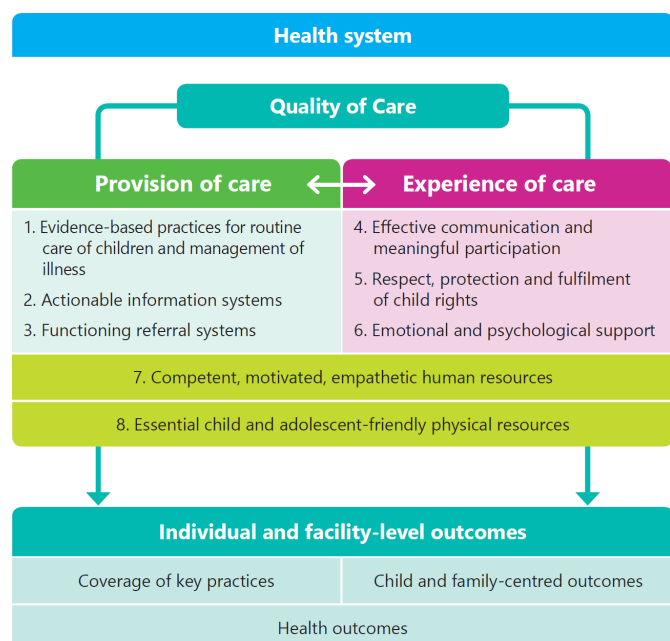 Health system
Quality of Care
Provision of care
Experience of care
1. Evidence-based practices for routine
care of children and management of
illness
2. Actionable information systems
3. Functioning referral systems
4. Effective communication and
meaningful participation
5. Respect, protection and fulfilment
of child rights
6. Emotional and psychological support
7. Competent, motivated, empathetic human resources
8. Essential child and adolescent-friendly physical resources
Individual and facility-level outcomes
Coverage of key practices
Child and family-centred outcomes
Health outcomes